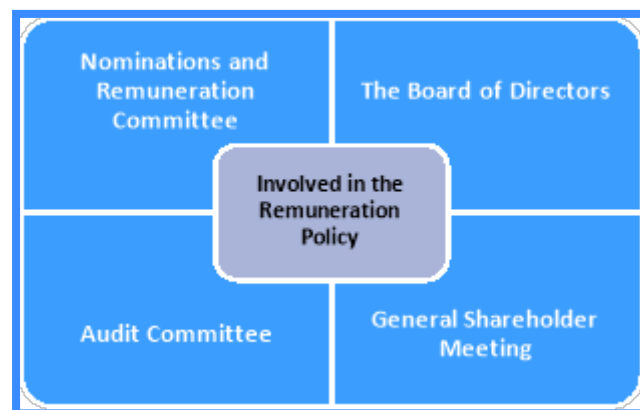 Nominations and
Remuneration
Committee
The Board of Directors
Involved in the
Remuneration
Policy
Audit Committee
General Shareholder
Meeting